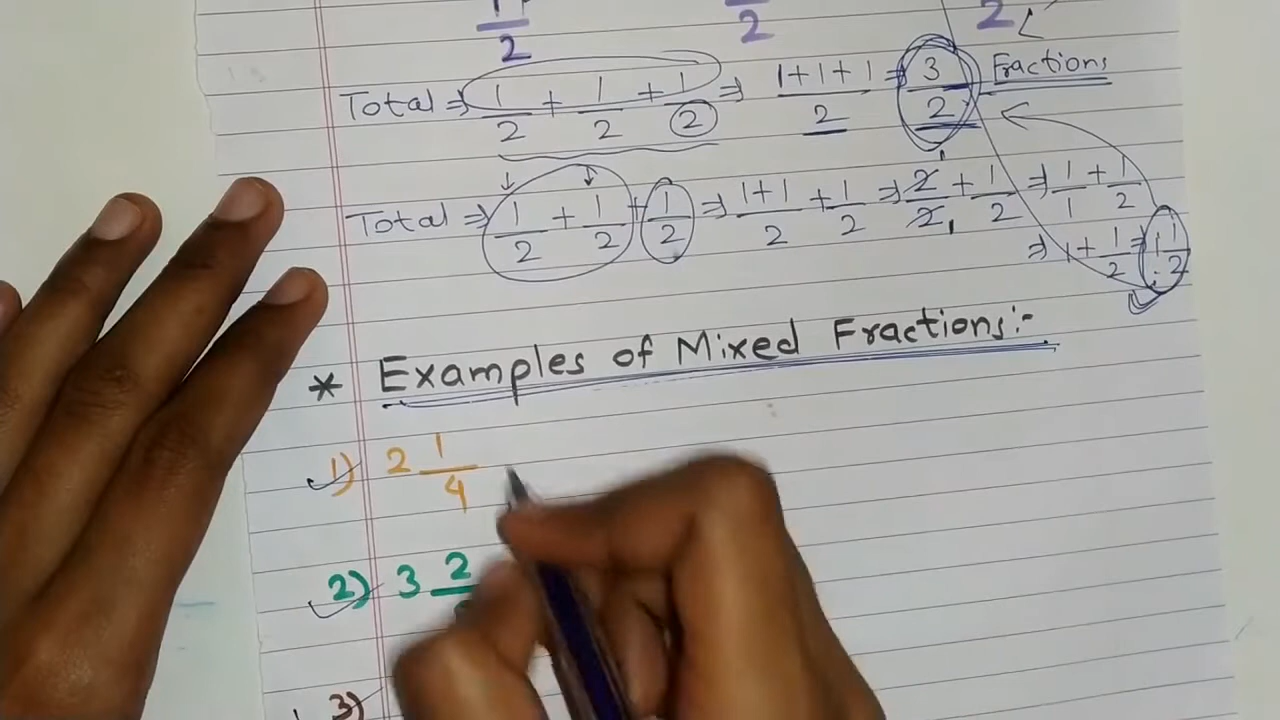 2 2 2
Total ⇒ 1/2 + 1/2 + 1/2 ⇒ 1+1+1/2 ⇒ 3/2 Fractions
Total ⇒ 1/2 + 1/2 + 1/2 ⇒ 1+1/2 + 1/2 ⇒ 2/2 + 1/2 ⇒ 1/1 + 1/2
⇒ 1 + 1/2 ⇒ 1 1/2
* Examples of Mixed Fractions:-
1) 2 1/4
2) 3 2
3)